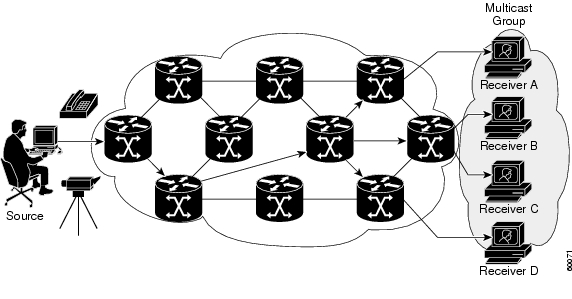 Multicast
Group
Receiver A
Receiver B
Source
Receiver C
Receiver D
60071